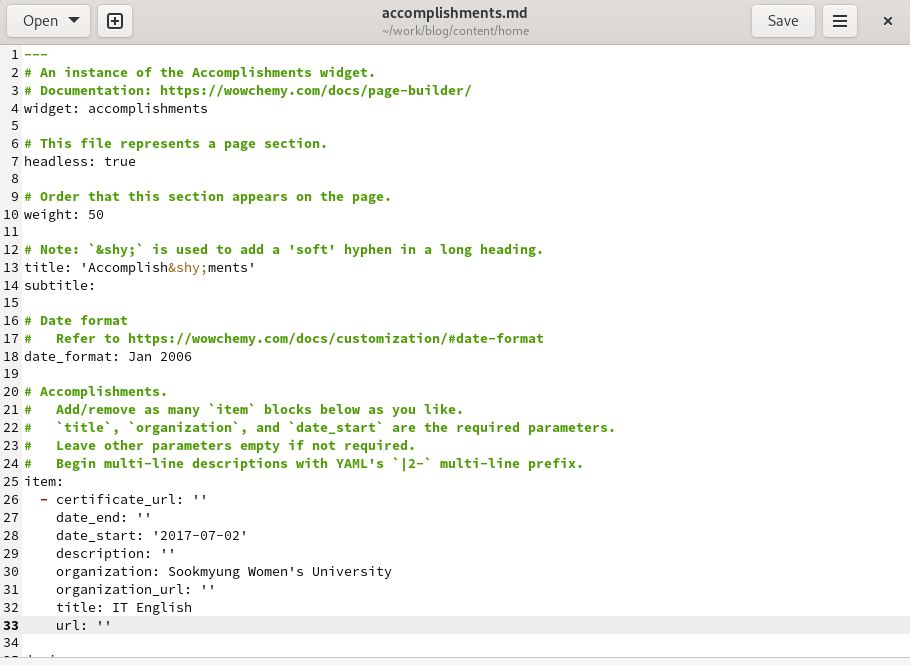 Open
accomplishments.md
~/work/blog/content/home
Save
1 ---
2 # An instance of the Accomplishments widget.
3 # Documentation: https://wowchemy.com/docs/page-builder/
4 widget: accomplishments
5
6 # This file represents a page section.
7 headless: true
8
9 # Order that this section appears on the page.
10 weight: 50
11
12 # Note: `&shy;` is used to add a 'soft' hyphen in a long heading.
13 title: 'Accomplish&shy;ments'
14 subtitle:
15
16 # Date format
17 #   Refer to https://wowchemy.com/docs/customization/#date-format
18 date_format: Jan 2006
19
20 # Accomplishments.
21 #   Add/remove as many `item` blocks below as you like.
22 #   `title`, `organization`, and `date_start` are the required parameters.
23 #   Leave other parameters empty if not required.
24 #   Begin multi-line descriptions with YAML's `|2-` multi-line prefix.
25 item:
26   - certificate_url: ''
27     date_end: ''
28     date_start: '2017-07-02'
29     description: ''
30     organization: Sookmyung Women's University
31     organization_url: ''
32     title: IT English
33     url: ''
34